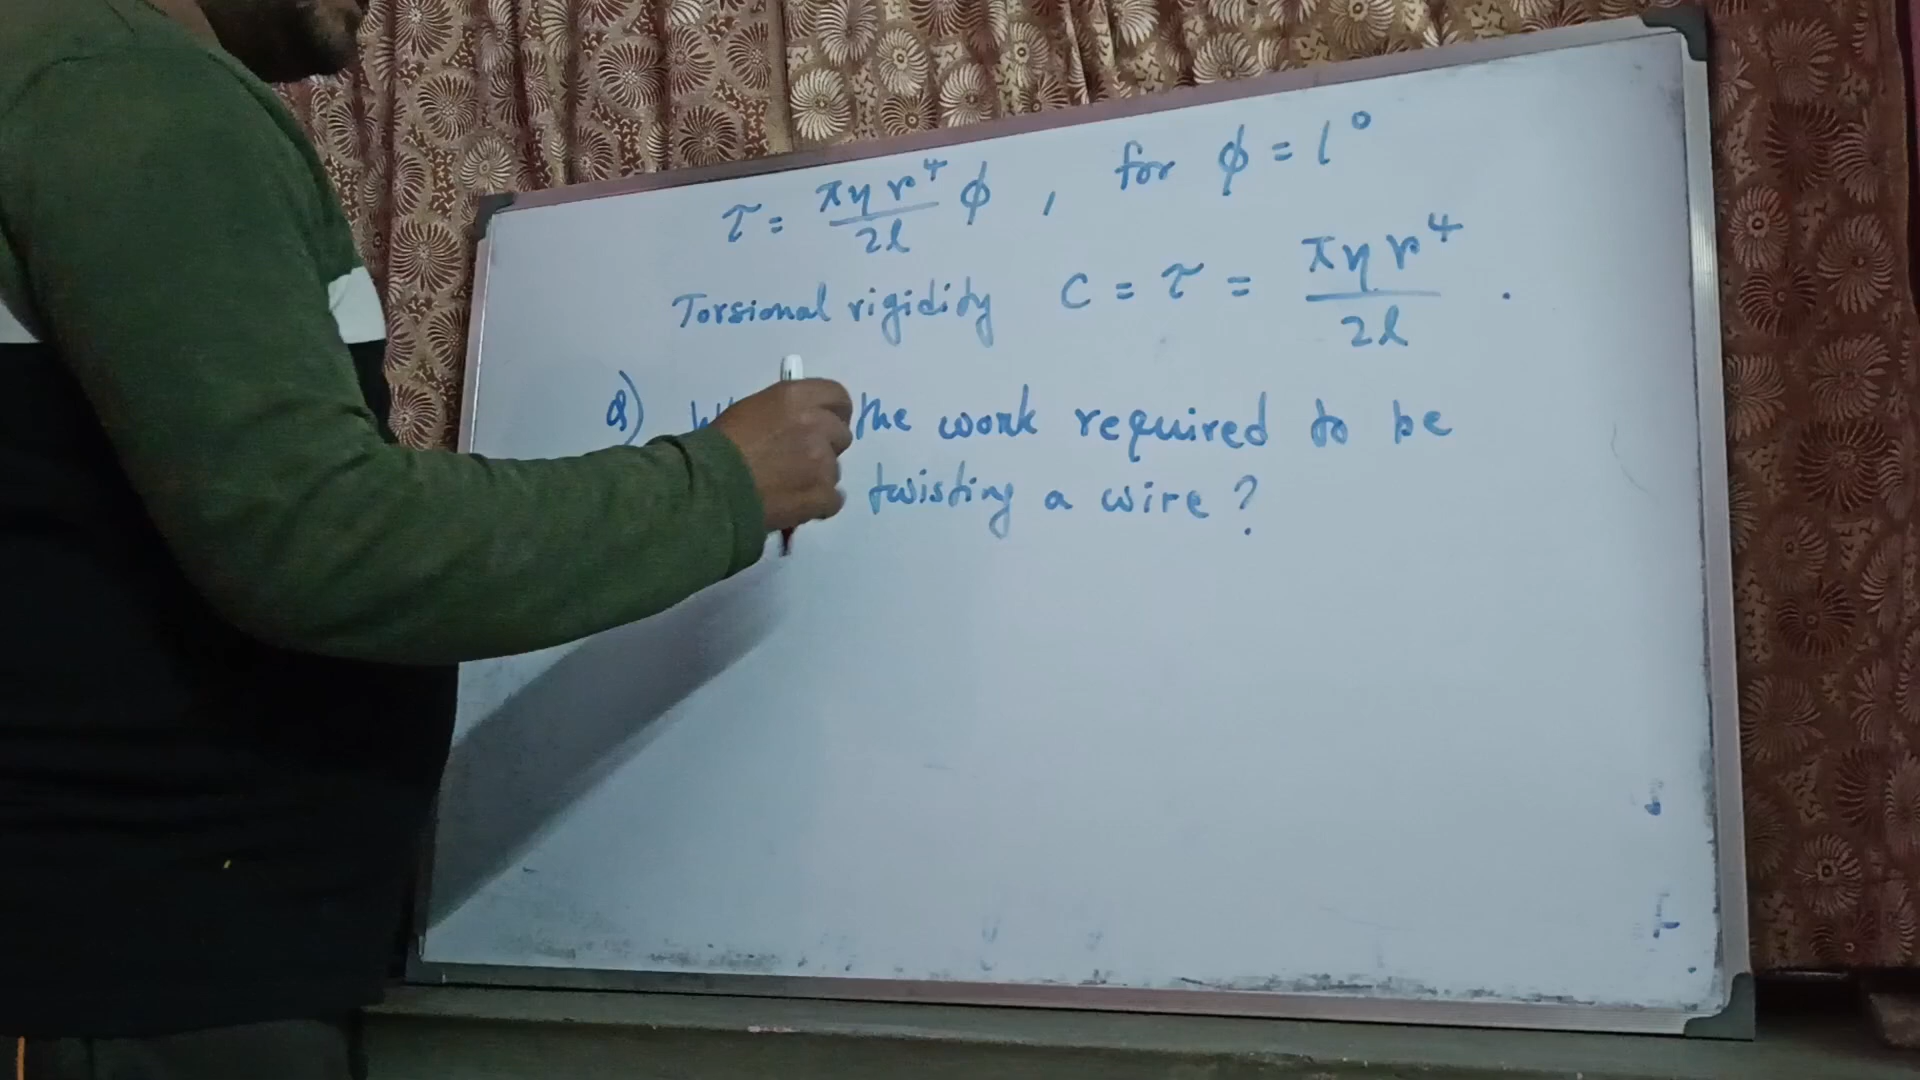 τ = πηr⁴/2l ϕ , for ϕ = 1°
Torsional rigidity C = τ = πηr⁴/2l .
Q) the work required to be
twisting a wire ?